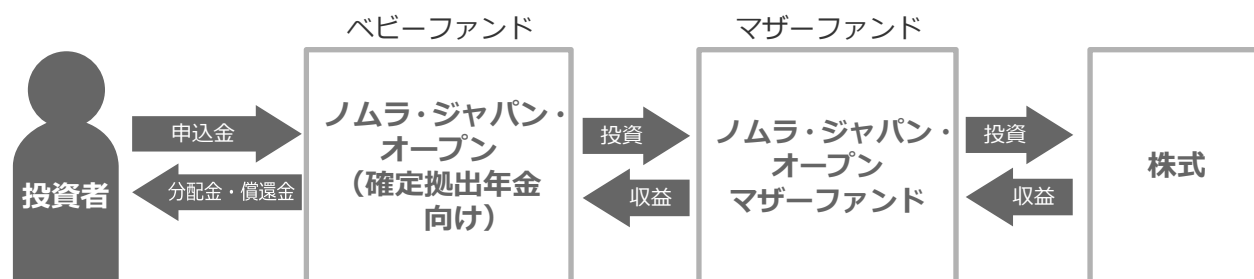 ベビーファンド
マザーファンド
投資者
申込金
分配金・償還金
ノムラ・ジャパン・
オープン
（確定拠出年金
向け）
投資
収益
ノムラ・ジャパン・
オープン
マザーファンド
投資
収益
株式